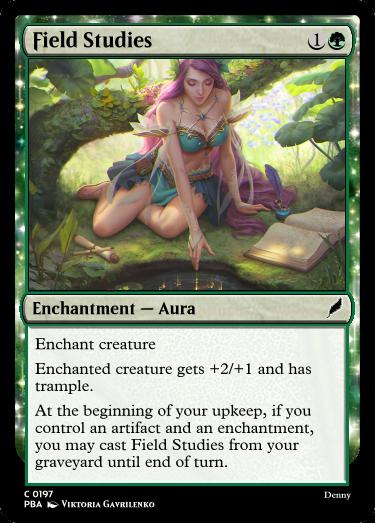 Field Studies 1
Enchantment — Aura
Enchant creature
Enchanted creature gets +2/+1 and has
trample.
At the beginning of your upkeep, if you
control an artifact and an enchantment,
you may cast Field Studies from your
graveyard until end of turn.
C 0197
Denny
PBA Viktoria Gavrilenko